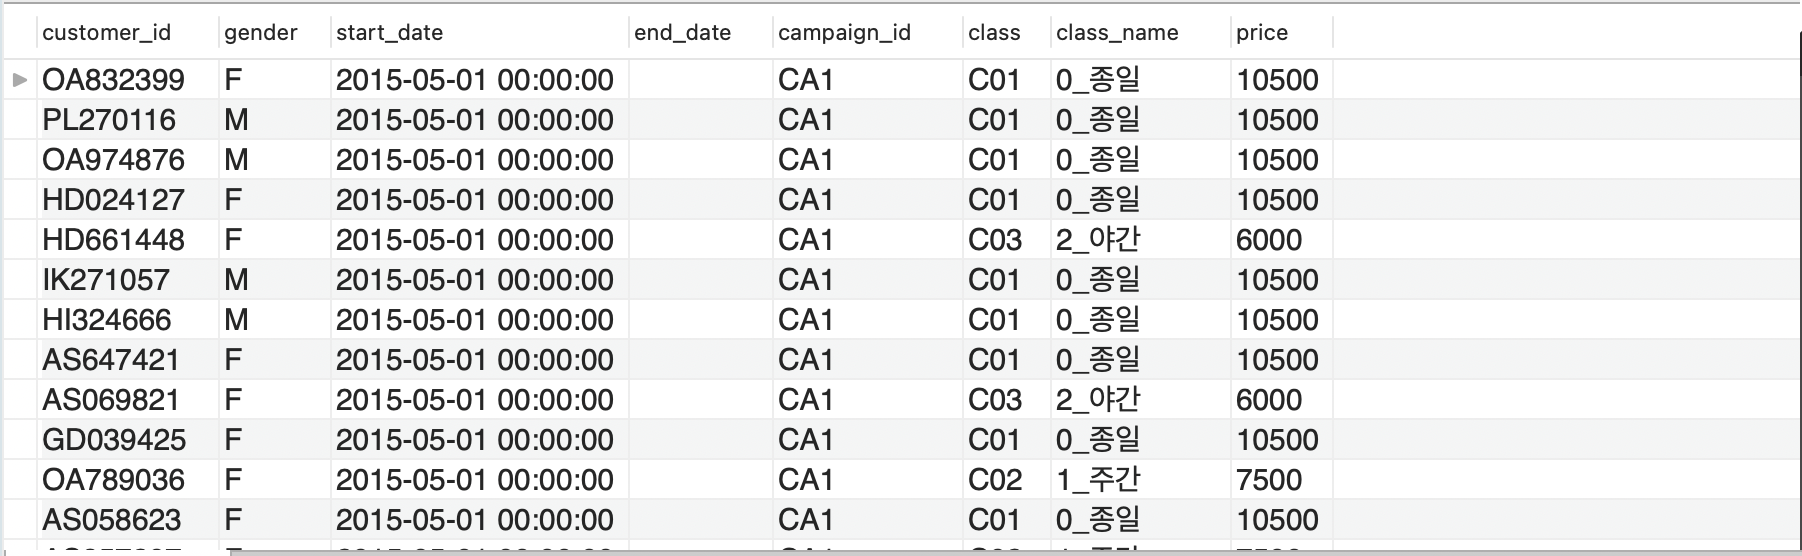 customer_id gender start_date end_date campaign_id class class_name price
OA832399 F 2015-05-01 00:00:00 CA1 C01 0_종일 10500
PL270116 M 2015-05-01 00:00:00 CA1 C01 0_종일 10500
OA974876 M 2015-05-01 00:00:00 CA1 C01 0_종일 10500
HD024127 F 2015-05-01 00:00:00 CA1 C01 0_종일 10500
HD661448 F 2015-05-01 00:00:00 CA1 C03 2_야간 6000
IK271057 M 2015-05-01 00:00:00 CA1 C01 0_종일 10500
HI324666 M 2015-05-01 00:00:00 CA1 C01 0_종일 10500
AS647421 F 2015-05-01 00:00:00 CA1 C01 0_종일 10500
AS069821 F 2015-05-01 00:00:00 CA1 C03 2_야간 6000
GD039425 F 2015-05-01 00:00:00 CA1 C01 0_종일 10500
OA789036 F 2015-05-01 00:00:00 CA1 C02 1_주간 7500
AS058623 F 2015-05-01 00:00:00 CA1 C01 0_종일 10500